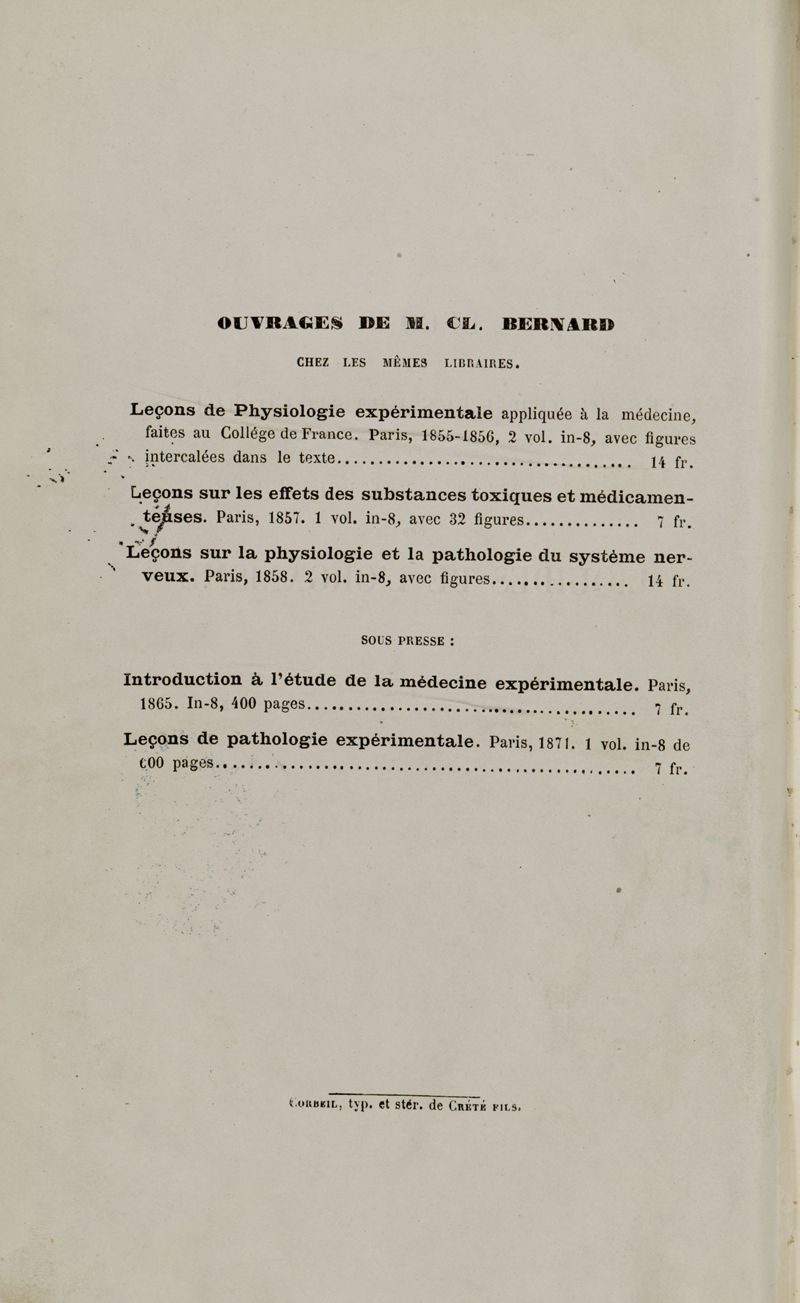 OUVRAGES DE M. CL. BERNARD
CHEZ LES MÊMES LIBRAIRES.
Leçons de Physiologie expérimentale appliquée à la médecine,
faites au Collége de France. Paris, 1855-1856, 2 vol. in-8, avec figures
intercalées dans le texte.................................... 14 fr.
Leçons sur les effets des substances toxiques et médicamen-
teuses. Paris, 1857. 1 vol. in-8, avec 32 figures.............. 7 fr.
Leçons sur la physiologie et la pathologie du système ner-
veux. Paris, 1858. 2 vol. in-8, avec figures................. 14 fr.
SOUS PRESSE :
Introduction à l'étude de la médecine expérimentale. Paris,
1865. In-8, 400 pages........................................ 7 fr.
Leçons de pathologie expérimentale. Paris, 1871. 1 vol. in-8 de
600 pages.................................................... 7 fr.
CORBEIL, typ. et stér. de CRÉTÉ FILS.